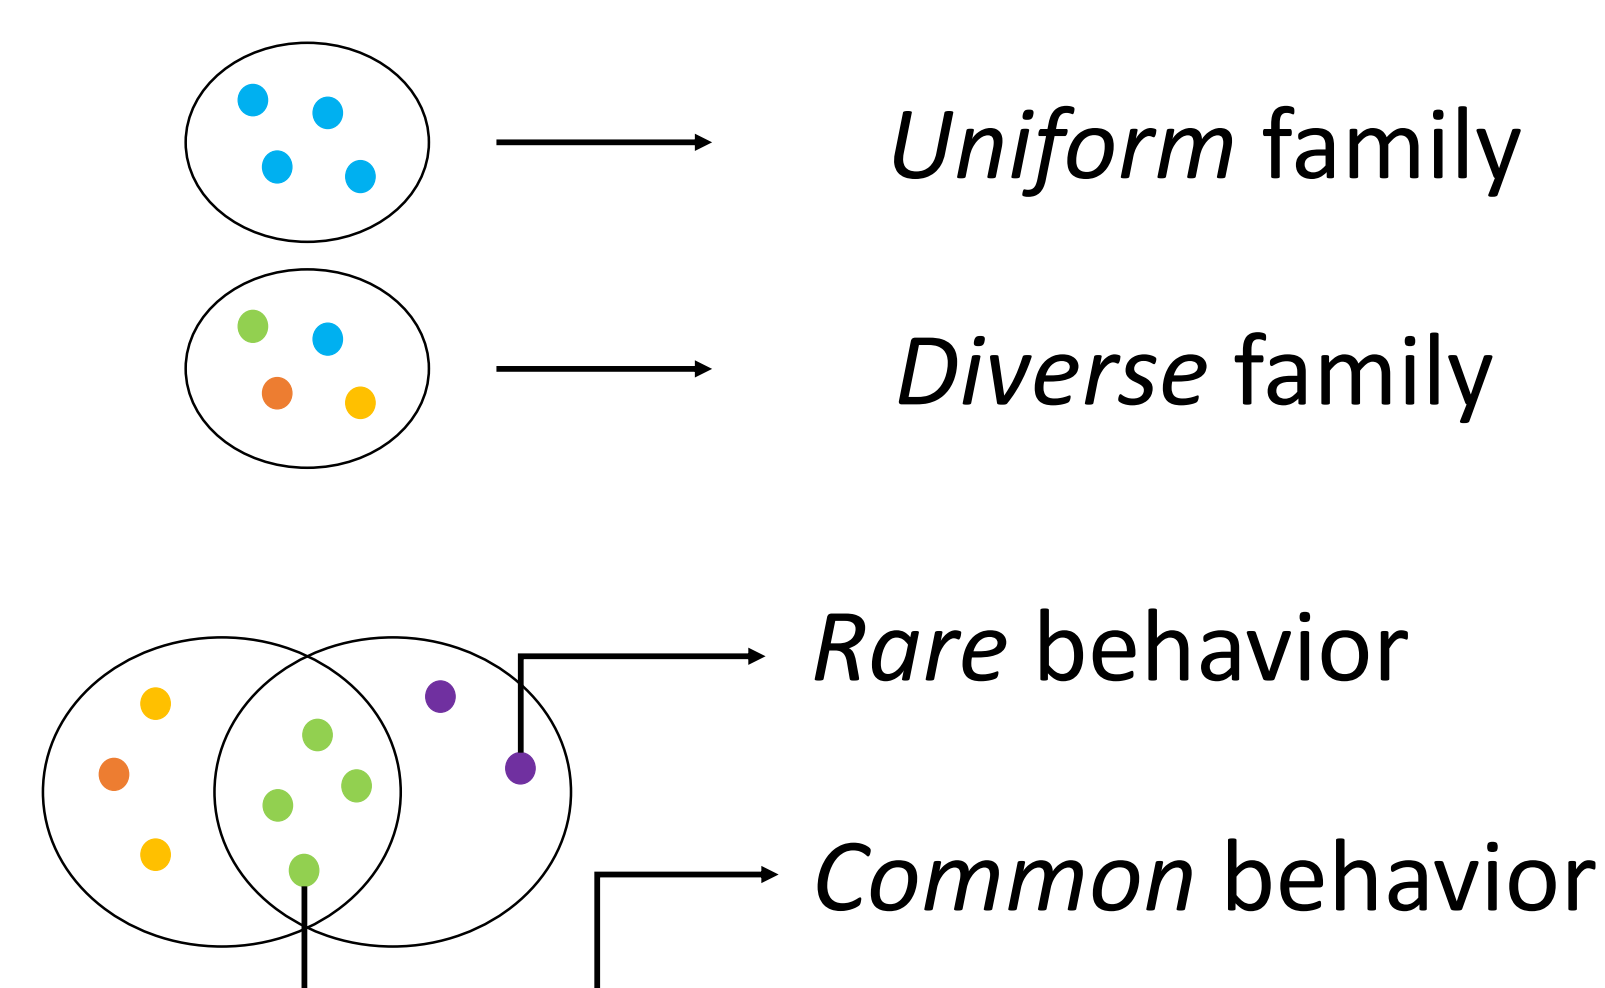 Uniform family
Diverse family
Rare behavior
Common behavior